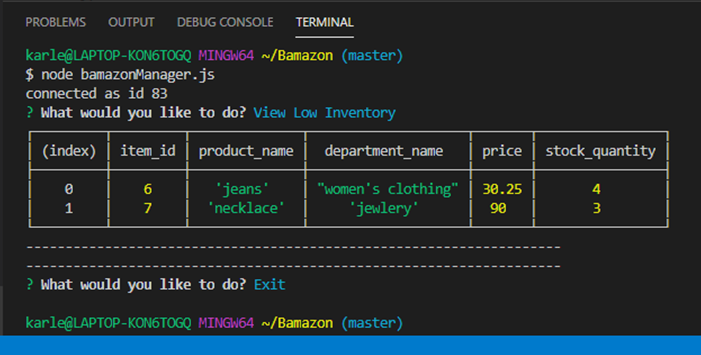 PROBLEMS OUTPUT DEBUG CONSOLE TERMINAL
karle@LAPTOP-KON6TOGQ MINGW64 ~/Bamazon (master)
$ node bamazonManager.js
connected as id 83
? What would you like to do? View Low Inventory
(index) item_id product_name department_name price stock_quantity
0 6 'jeans' "women's clothing" 30.25 4
1 7 'necklace' 'jewlery' 90 3
--------------------------------------------------------------------
--------------------------------------------------------------------
? What would you like to do? Exit
karle@LAPTOP-KON6TOGQ MINGW64 ~/Bamazon (master)